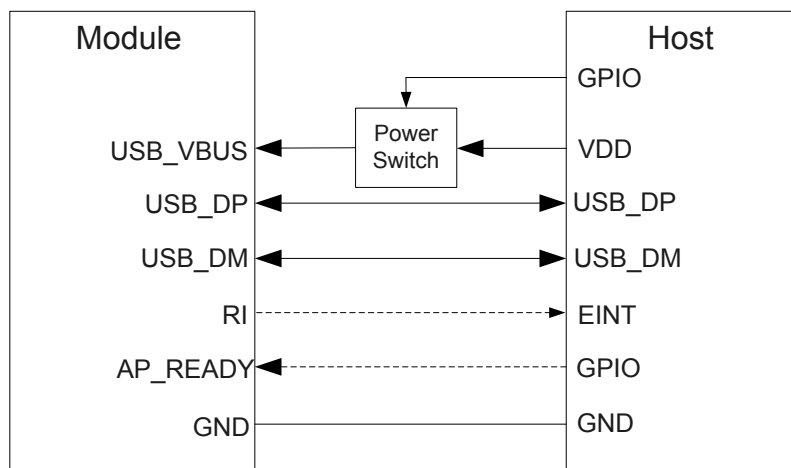 Module
Host
GPIO
Power
Switch
USB_VBUS
VDD
USB_DP
USB_DP
USB_DM
USB_DM
RI
EINT
AP_READY
GPIO
GND
GND